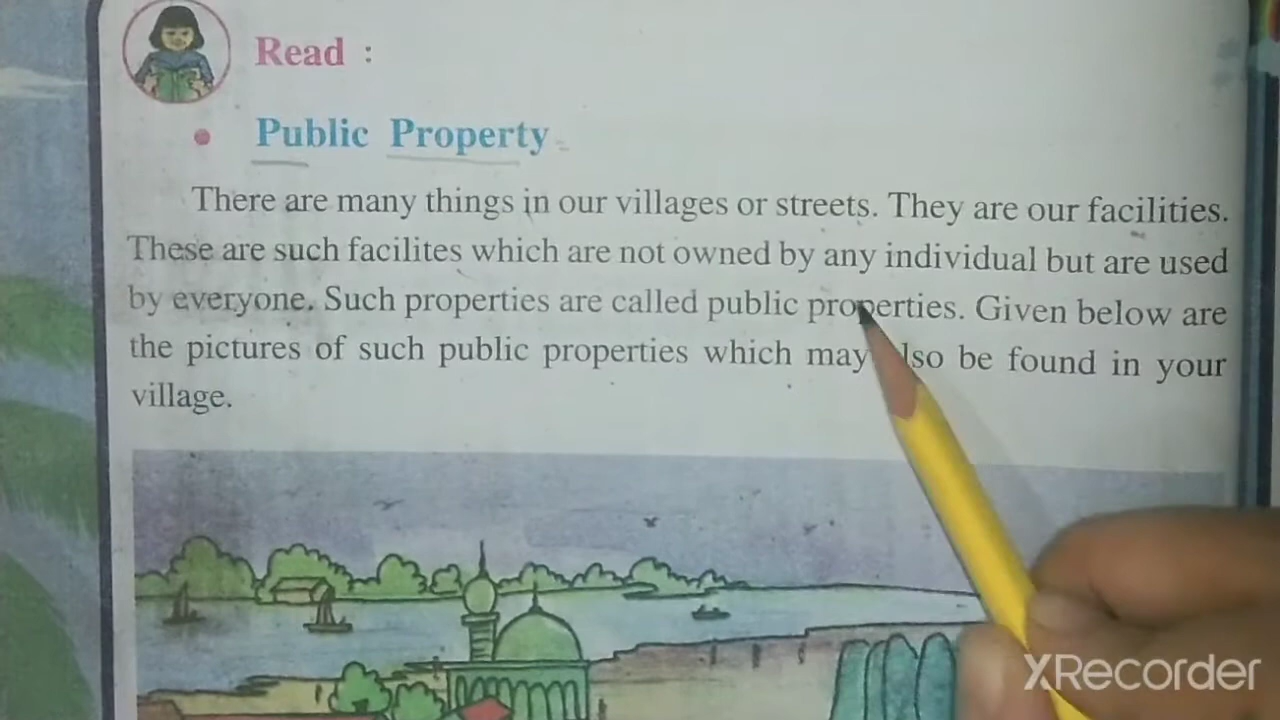 Read :
• Public Property
There are many things in our villages or streets. They are our facilities.
These are such facilites which are not owned by any individual but are used
by everyone. Such properties are called public properties. Given below are
the pictures of such public properties which may also be found in your
village.
XRecorder